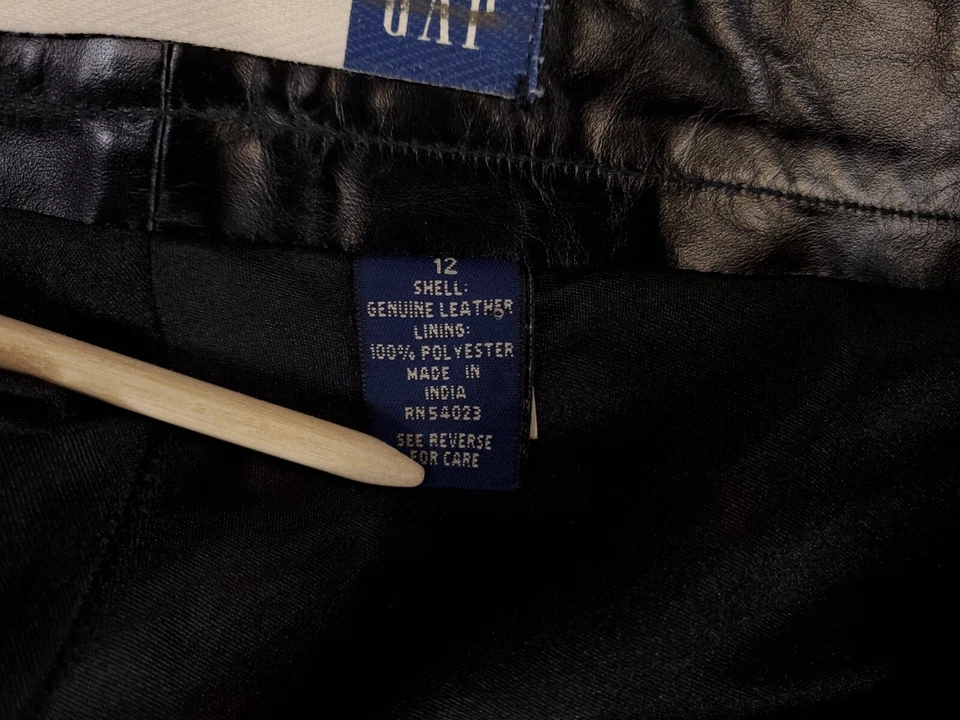 GAP
12
SHELL:
GENUINE LEATHER
LINING:
100% POLYESTER
MADE IN
INDIA
RN54023
SEE REVERSE
FOR CARE